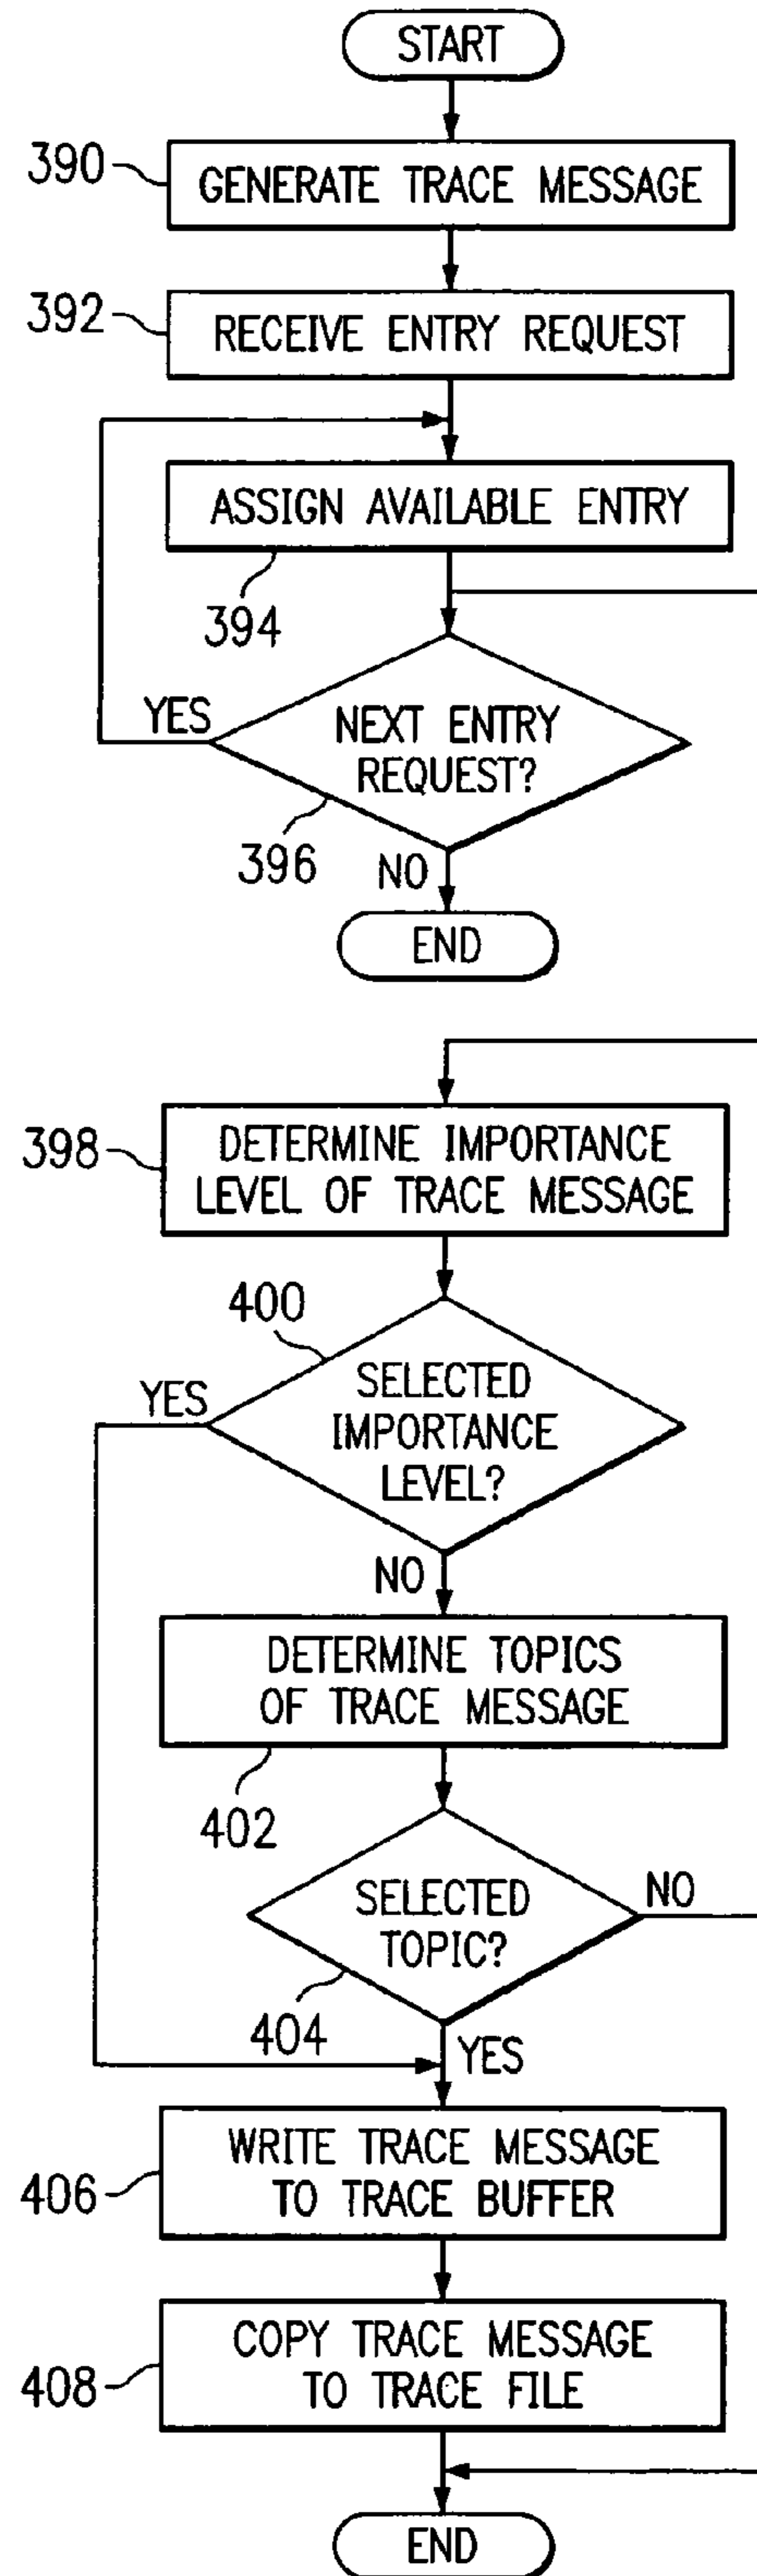 START
390
GENERATE TRACE MESSAGE
392
RECEIVE ENTRY REQUEST
ASSIGN AVAILABLE ENTRY
394
YES
NEXT ENTRY
REQUEST?
396
NO
END
398
DETERMINE IMPORTANCE
LEVEL OF TRACE MESSAGE
400
YES
SELECTED
IMPORTANCE
LEVEL?
NO
DETERMINE TOPICS
OF TRACE MESSAGE
402
SELECTED
TOPIC?
NO
404
YES
WRITE TRACE MESSAGE
TO TRACE BUFFER
406
COPY TRACE MESSAGE
TO TRACE FILE
408
END